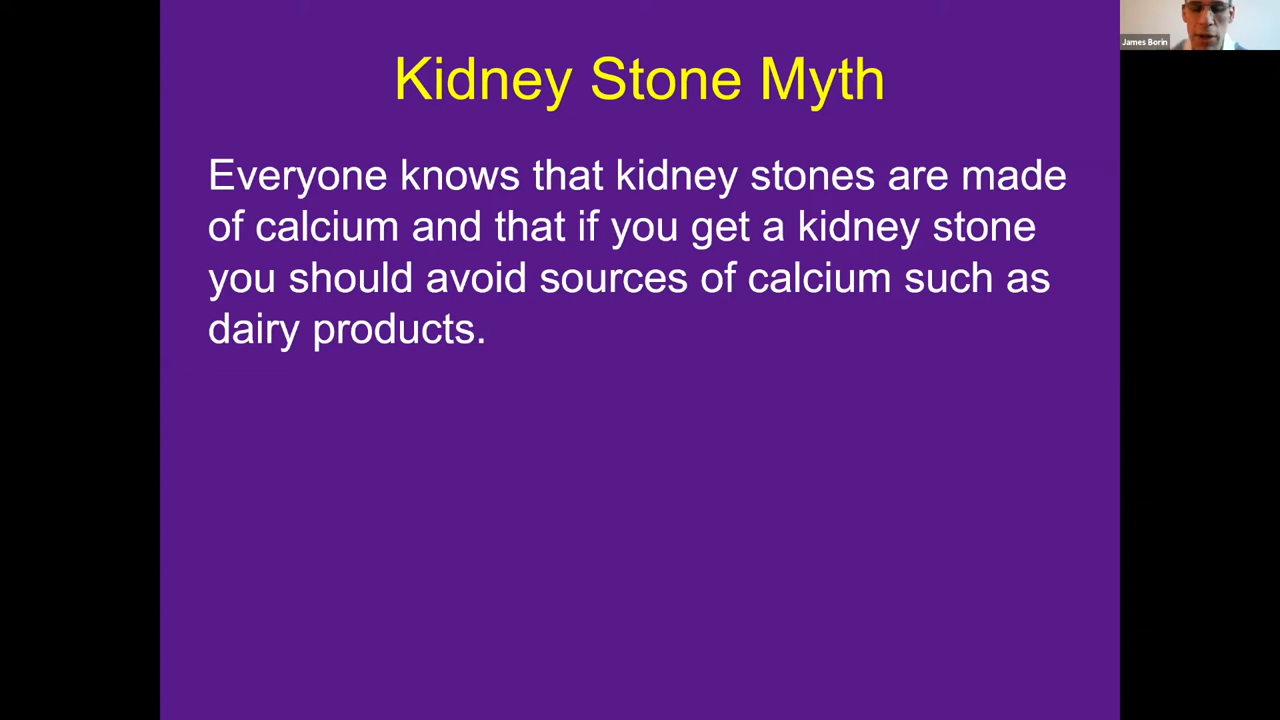 James Borin
Kidney Stone Myth
Everyone knows that kidney stones are made
of calcium and that if you get a kidney stone
you should avoid sources of calcium such as
dairy products.